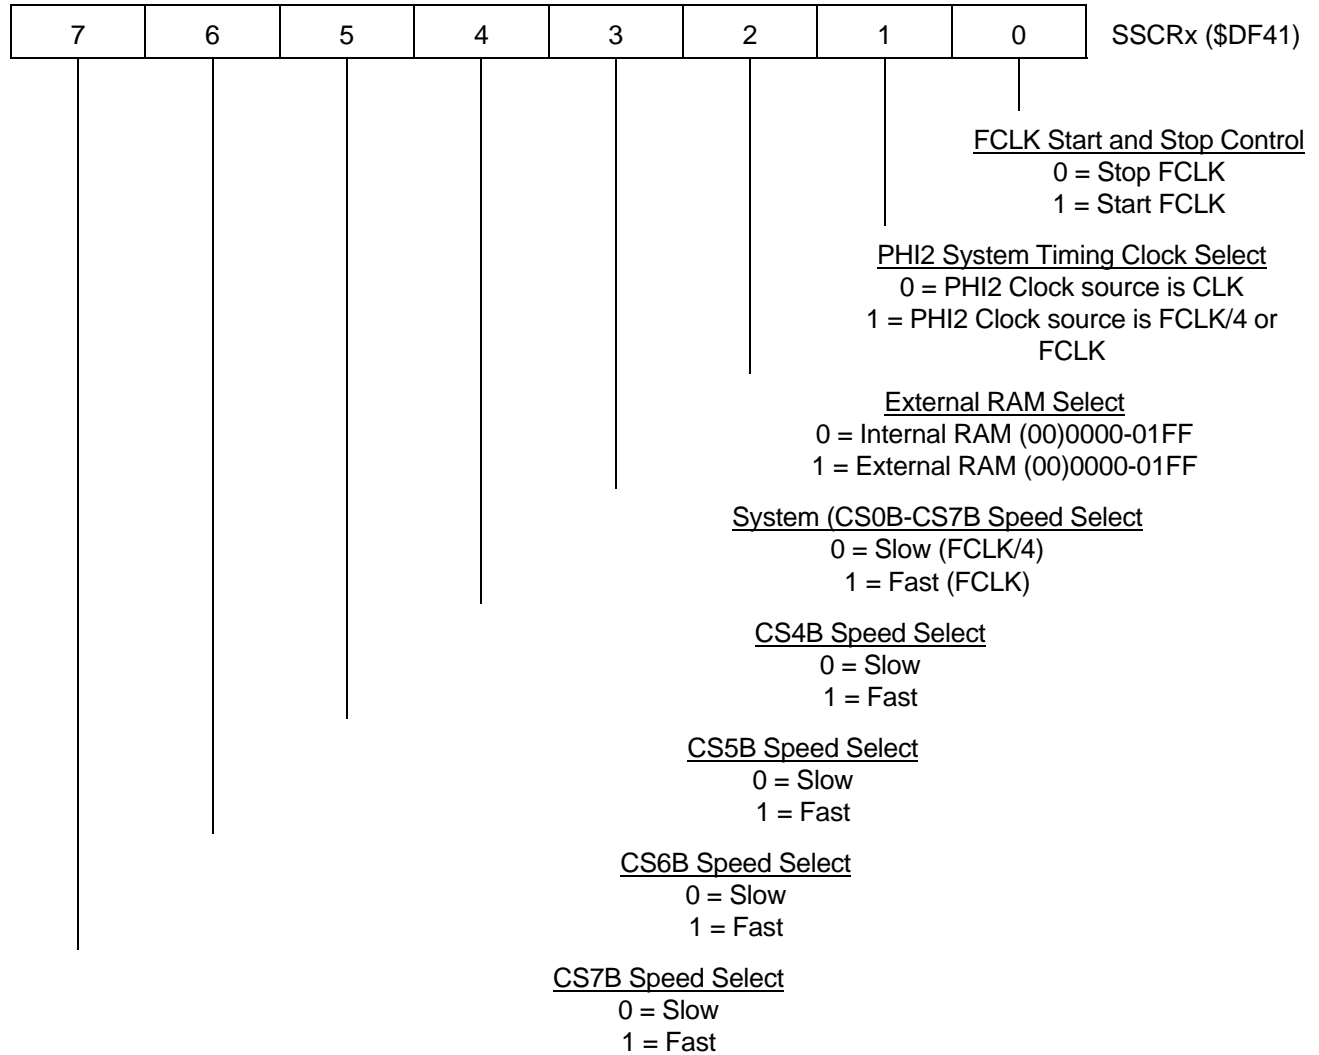 7 6 5 4 3 2 1 0 SSCRx ($DF41)
FCLK Start and Stop Control
0 = Stop FCLK
1 = Start FCLK
PHI2 System Timing Clock Select
0 = PHI2 Clock source is CLK
1 = PHI2 Clock source is FCLK/4 or
FCLK
External RAM Select
0 = Internal RAM (00)0000-01FF
1 = External RAM (00)0000-01FF
System (CS0B-CS7B Speed Select
0 = Slow (FCLK/4)
1 = Fast (FCLK)
CS4B Speed Select
0 = Slow
1 = Fast
CS5B Speed Select
0 = Slow
1 = Fast
CS6B Speed Select
0 = Slow
1 = Fast
CS7B Speed Select
0 = Slow
1 = Fast